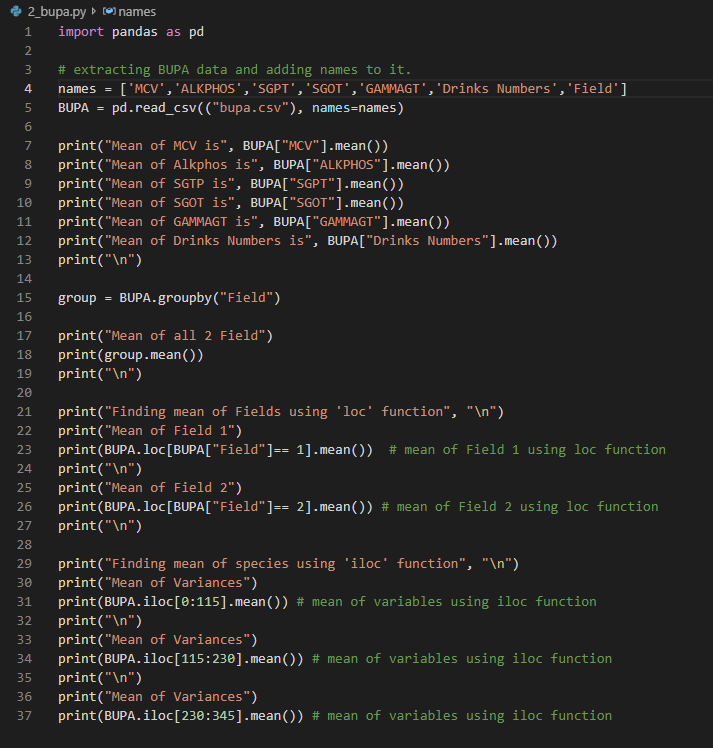 2_bupa.py > names
1 import pandas as pd
2
3 # extracting BUPA data and adding names to it.
4 names = ['MCV','ALKPHOS','SGPT','SGOT','GAMMAGT','Drinks Numbers','Field']
5 BUPA = pd.read_csv(("bupa.csv"), names=names)
6
7 print("Mean of MCV is", BUPA["MCV"].mean())
8 print("Mean of Alkphos is", BUPA["ALKPHOS"].mean())
9 print("Mean of SGTP is", BUPA["SGPT"].mean())
10 print("Mean of SGOT is", BUPA["SGOT"].mean())
11 print("Mean of GAMMAGT is", BUPA["GAMMAGT"].mean())
12 print("Mean of Drinks Numbers is", BUPA["Drinks Numbers"].mean())
13 print("\n")
14
15 group = BUPA.groupby("Field")
16
17 print("Mean of all 2 Field")
18 print(group.mean())
19 print("\n")
20
21 print("Finding mean of Fields using 'loc' function", "\n")
22 print("Mean of Field 1")
23 print(BUPA.loc[BUPA["Field"]== 1].mean())  # mean of Field 1 using loc function
24 print("\n")
25 print("Mean of Field 2")
26 print(BUPA.loc[BUPA["Field"]== 2].mean()) # mean of Field 2 using loc function
27 print("\n")
28
29 print("Finding mean of species using 'iloc' function", "\n")
30 print("Mean of Variances")
31 print(BUPA.iloc[0:115].mean()) # mean of variables using iloc function
32 print("\n")
33 print("Mean of Variances")
34 print(BUPA.iloc[115:230].mean()) # mean of variables using iloc function
35 print("\n")
36 print("Mean of Variances")
37 print(BUPA.iloc[230:345].mean()) # mean of variables using iloc function